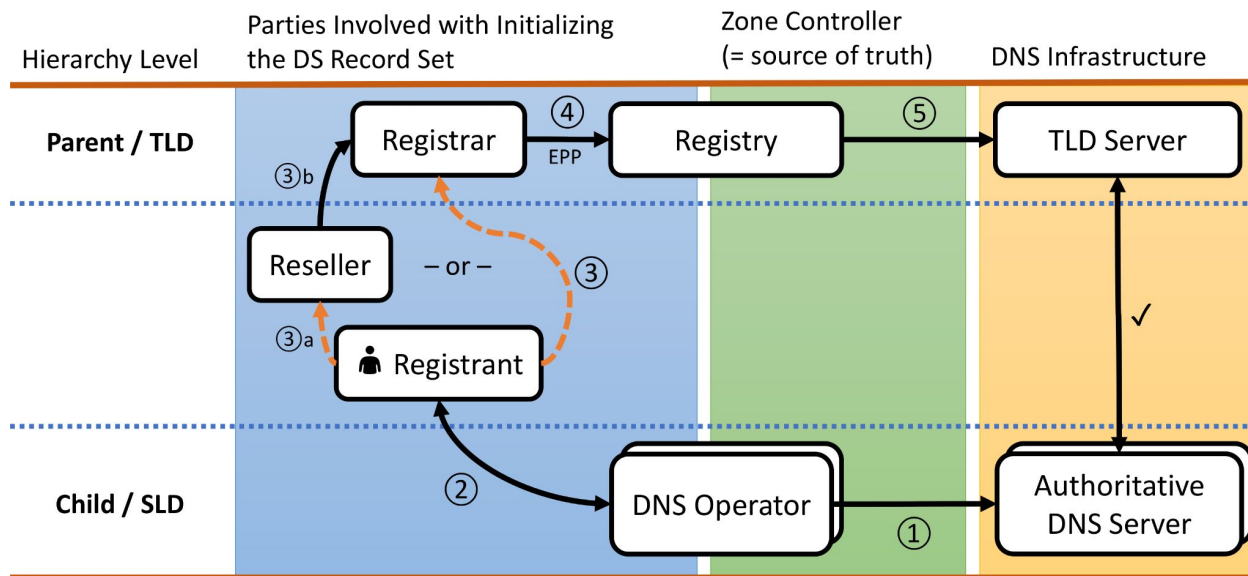 Hierarchy Level
Parties Involved with Initializing
the DS Record Set
Zone Controller
(= source of truth)
DNS Infrastructure
Parent / TLD
Registrar
④
EPP
Registry
⑤
TLD Server
③b
Reseller
– or –
③
③a
Registrant
✓
②
Child / SLD
DNS Operator
①
Authoritative
DNS Server